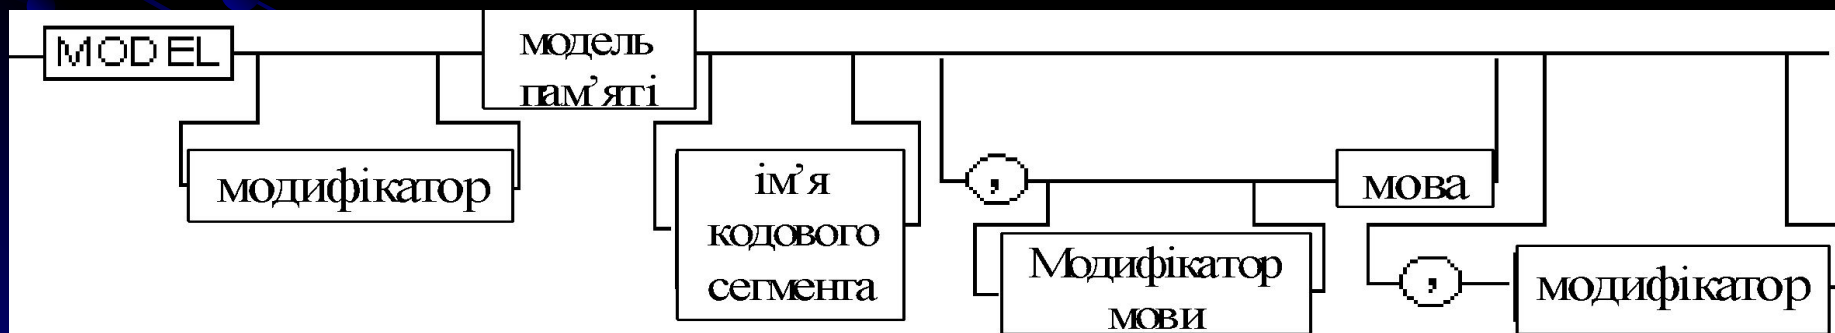 MODEL
модель
пам’яті
модифікатор
ім’я
кодового
сегмента
,
мова
Модифікатор
мови
,
модифікатор